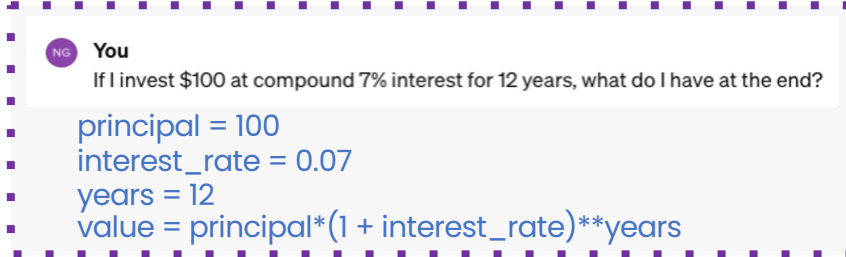 NG You
If I invest $100 at compound 7% interest for 12 years, what do I have at the end?
principal = 100
interest_rate = 0.07
years = 12
value = principal*(1 + interest_rate)**years